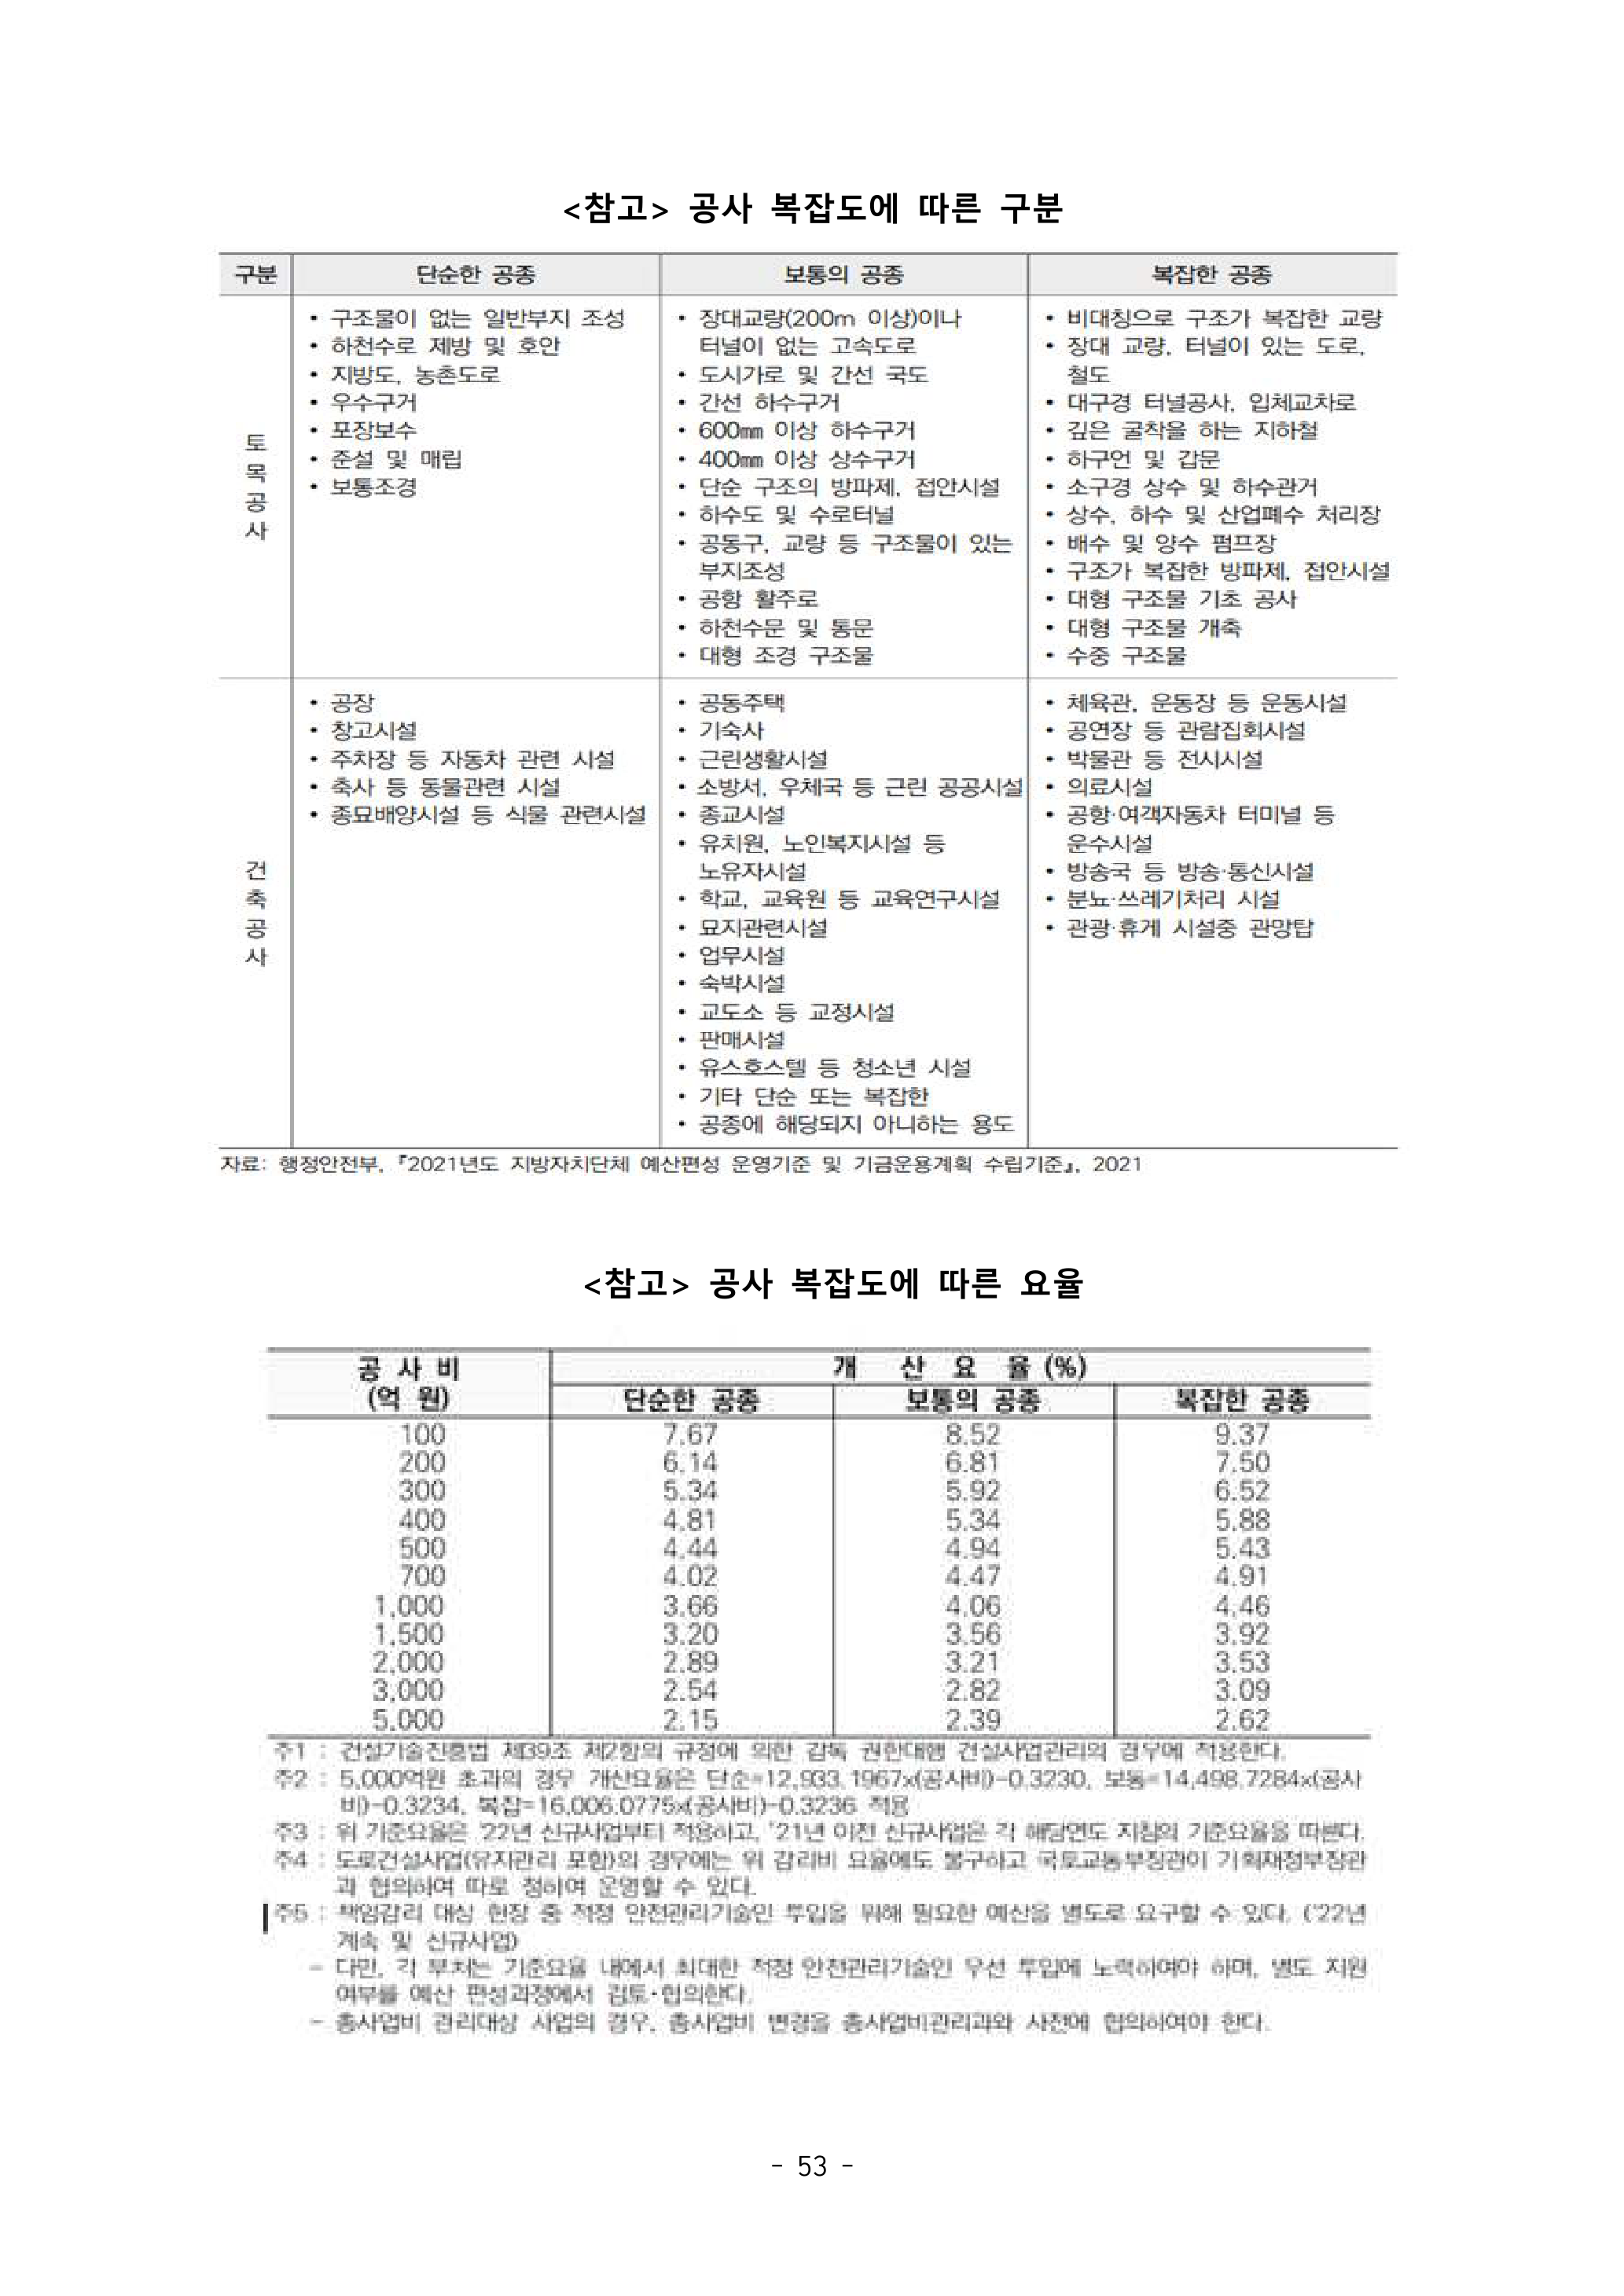 <참고> 공사 복잡도에 따른 구분
구분 단순한 공종 보통의 공종 복잡한 공종
토목공사
• 구조물이 없는 일반부지 조성
• 하천수로 제방 및 호안
• 지방도, 농촌도로
• 우수구거
• 포장보수
• 준설 및 매립
• 보통조경
• 장대교량(200m 이상)이나
터널이 없는 고속도로
• 도시가로 및 간선 국도
• 간선 하수구거
• 600㎜ 이상 하수구거
• 400㎜ 이상 상수구거
• 단순 구조의 방파제, 접안시설
• 하수도 및 수로터널
• 공동구, 교량 등 구조물이 있는
부지조성
• 공항 활주로
• 하천수문 및 통문
• 대형 조경 구조물
• 비대칭으로 구조가 복잡한 교량
• 장대 교량, 터널이 있는 도로,
철도
• 대구경 터널공사, 입체교차로
• 깊은 굴착을 하는 지하철
• 하구언 및 갑문
• 소구경 상수 및 하수관거
• 상수, 하수 및 산업폐수 처리장
• 배수 및 양수 펌프장
• 구조가 복잡한 방파제, 접안시설
• 대형 구조물 기초 공사
• 대형 구조물 개축
• 수중 구조물
건축공사
• 공장
• 창고시설
• 주차장 등 자동차 관련 시설
• 축사 등 동물관련 시설
• 종묘배양시설 등 식물 관련시설
• 공동주택
• 기숙사
• 근린생활시설
• 소방서, 우체국 등 근린 공공시설
• 종교시설
• 유치원, 노인복지시설 등
노유자시설
• 학교, 교육원 등 교육연구시설
• 묘지관련시설
• 업무시설
• 숙박시설
• 교도소 등 교정시설
• 판매시설
• 유스호스텔 등 청소년 시설
• 기타 단순 또는 복잡한
• 공종에 해당되지 아니하는 용도
• 체육관, 운동장 등 운동시설
• 공연장 등 관람집회시설
• 박물관 등 전시시설
• 의료시설
• 공항·여객자동차 터미널 등
운수시설
• 방송국 등 방송·통신시설
• 분뇨·쓰레기처리 시설
• 관광·휴게 시설중 관망탑
자료: 행정안전부, 『2021년도 지방자치단체 예산편성 운영기준 및 기금운용계획 수립기준』, 2021
<참고> 공사 복잡도에 따른 요율
공 사 비 개 산 요 율 (%)
(억 원) 단순한 공종 보통의 공종 복잡한 공종
100 7.67 8.52 9.37
200 6.14 6.81 7.50
300 5.34 5.92 6.52
400 4.81 5.34 5.88
500 4.44 4.94 5.43
700 4.02 4.47 4.91
1,000 3.66 4.06 4.46
1,500 3.20 3.56 3.92
2,000 2.89 3.21 3.53
3,000 2.54 2.82 3.09
5,000 2.15 2.39 2.62
주1 : 건설기술진흥법 제39조 제2항의 규정에 의한 감독 권한대행 건설사업관리의 경우에 적용한다.
주2 : 5,000억원 초과의 경우 개산요율은 단순=12,933.1967x(공사비)-0.3230, 보통=14,498.7284x(공사
비)-0.3234, 복잡=16,006.0775x(공사비)-0.3236 적용
주3 : 위 기준요율은 '22년 신규사업부터 적용하고, '21년 이전 신규사업은 각 해당연도 지침의 기준요율을 따른다.
주4 : 도로건설사업(유지관리 포함)의 경우에는 위 감리비 요율에도 불구하고 국토교통부장관이 기획재정부장관
과 협의하여 따로 정하여 운영할 수 있다.
주5 : 책임감리 대상 현장 중 적정 안전관리기술인 투입을 위해 필요한 예산을 별도로 요구할 수 있다. ('22년
계속 및 신규사업)
- 다만, 각 부처는 기준요율 내에서 최대한 적정 안전관리기술인 우선 투입에 노력하여야 하며, 별도 지원
여부를 예산 편성과정에서 검토·협의한다.
- 총사업비 관리대상 사업의 경우, 총사업비 변경을 총사업비관리과와 사전에 협의하여야 한다.
- 53 -